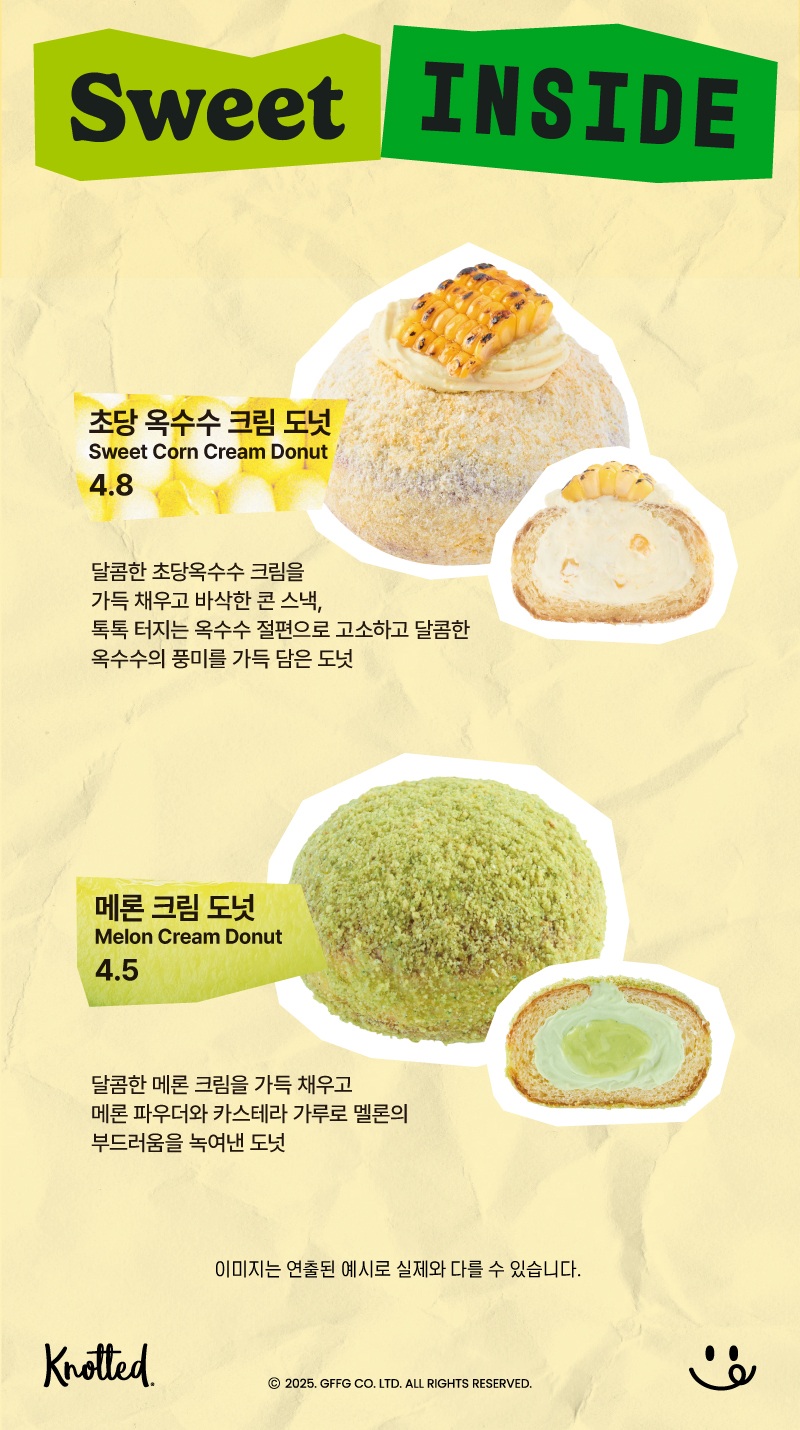 Sweet INSIDE
초당 옥수수 크림 도넛
Sweet Corn Cream Donut
4.8
달콤한 초당옥수수 크림을
가득 채우고 바삭한 콘 스낵,
톡톡 터지는 옥수수 절편으로 고소하고 달콤한
옥수수의 풍미를 가득 담은 도넛
메론 크림 도넛
Melon Cream Donut
4.5
달콤한 메론 크림을 가득 채우고
메론 파우더와 카스테라 가루로 멜론의
부드러움을 녹여낸 도넛
이미지는 연출된 예시로 실제와 다를 수 있습니다.
Knotted.
© 2025. GFFG CO. LTD. ALL RIGHTS RESERVED.